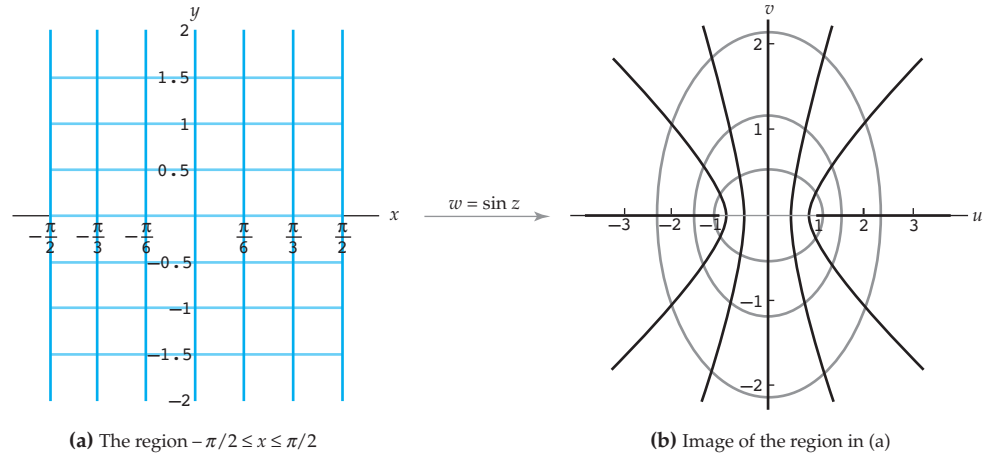 y
2
1.5
1
0.5
x
−π/2 −π/3 −π/6 π/6 π/3 π/2
−0.5
−1
−1.5
−2
(a) The region – π/2 ≤ x ≤ π/2
w = sin z
v
2
1
u
−3 −2 −1 1 2 3
−1
−2
(b) Image of the region in (a)